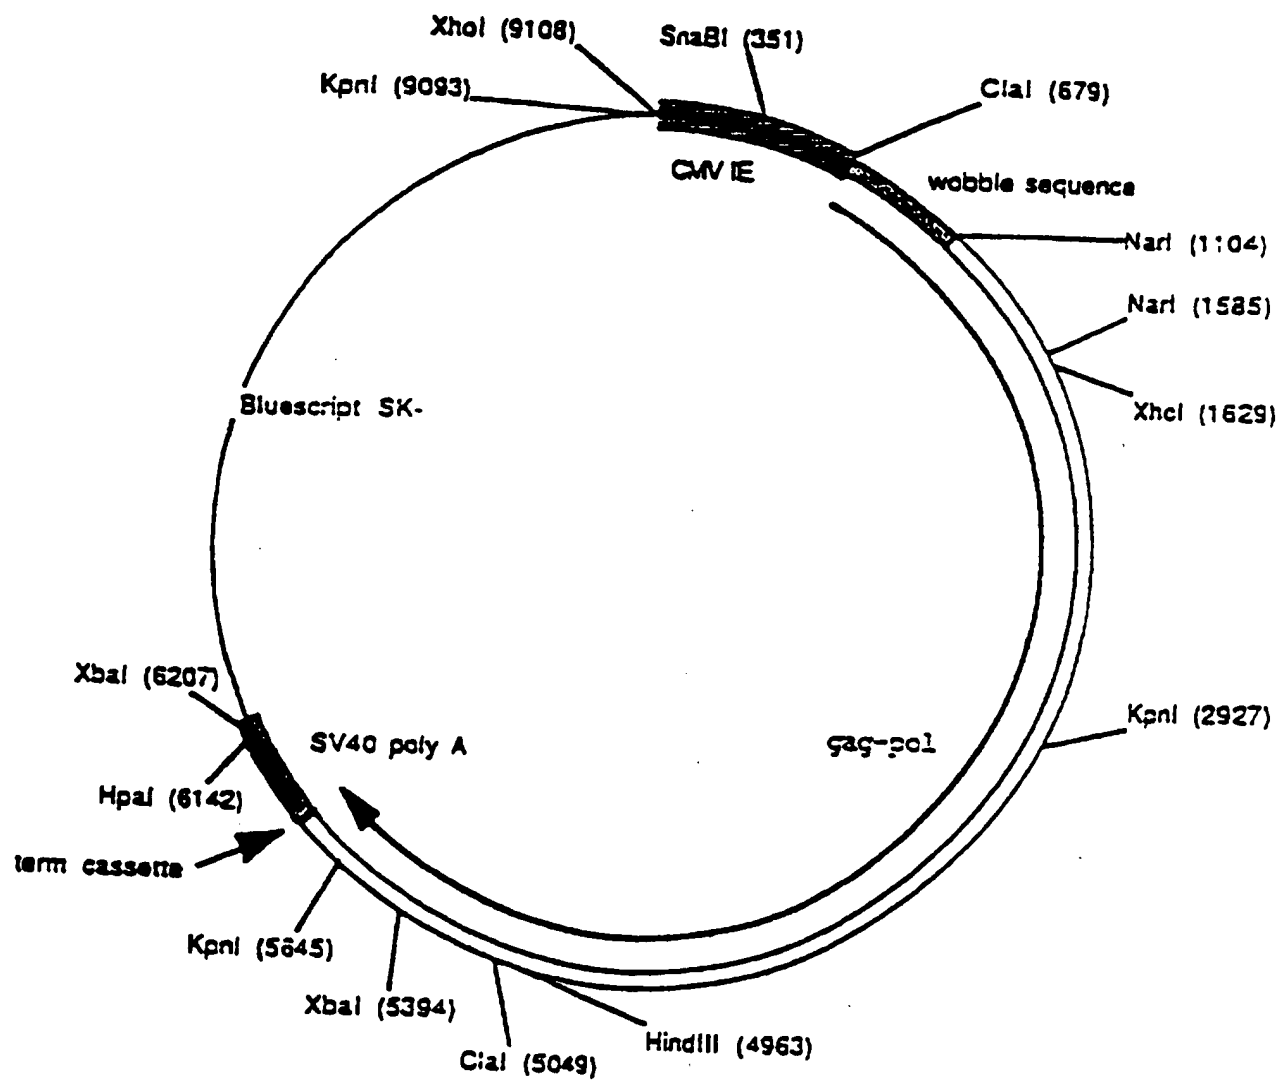 XhoI (9108)
SnaBI (351)
KpnI (9093)
ClaI (679)
CMV IE
wobble sequence
NarI (1104)
NarI (1585)
XhoI (1629)
Bluescript SK-
XbaI (6207)
KpnI (2927)
SV40 poly A
gag-pol
HpaI (6142)
term cassette
KpnI (5645)
XbaI (5394)
HindIII (4963)
ClaI (5049)